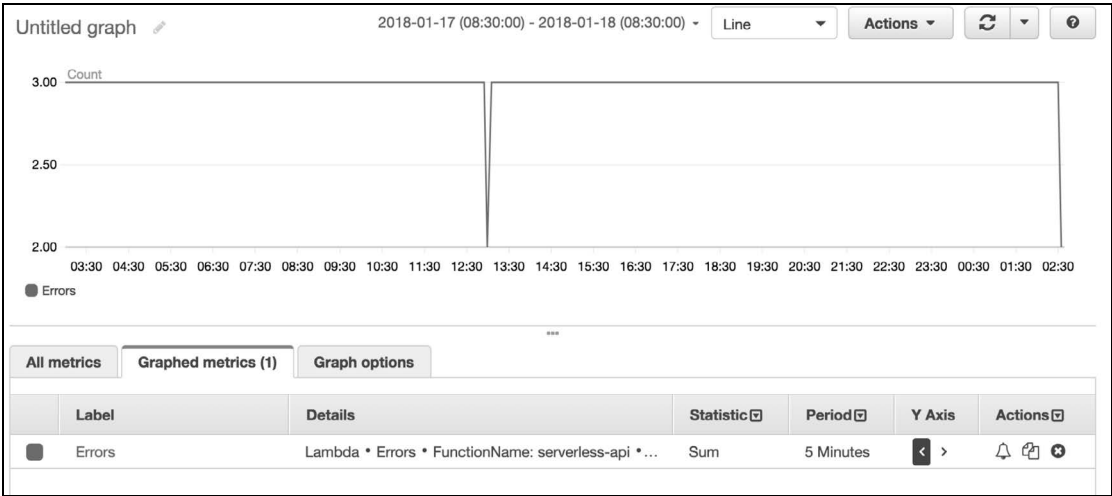 Untitled graph
2018-01-17 (08:30:00) - 2018-01-18 (08:30:00)
Line
Actions
Count
3.00
2.50
2.00
03:30 04:30 05:30 06:30 07:30 08:30 09:30 10:30 11:30 12:30 13:30 14:30 15:30 16:30 17:30 18:30 19:30 20:30 21:30 22:30 23:30 00:30 01:30 02:30
Errors
All metrics Graphed metrics (1) Graph options
Label Details Statistic Period Y Axis Actions
Errors Lambda • Errors • FunctionName: serverless-api •... Sum 5 Minutes < >